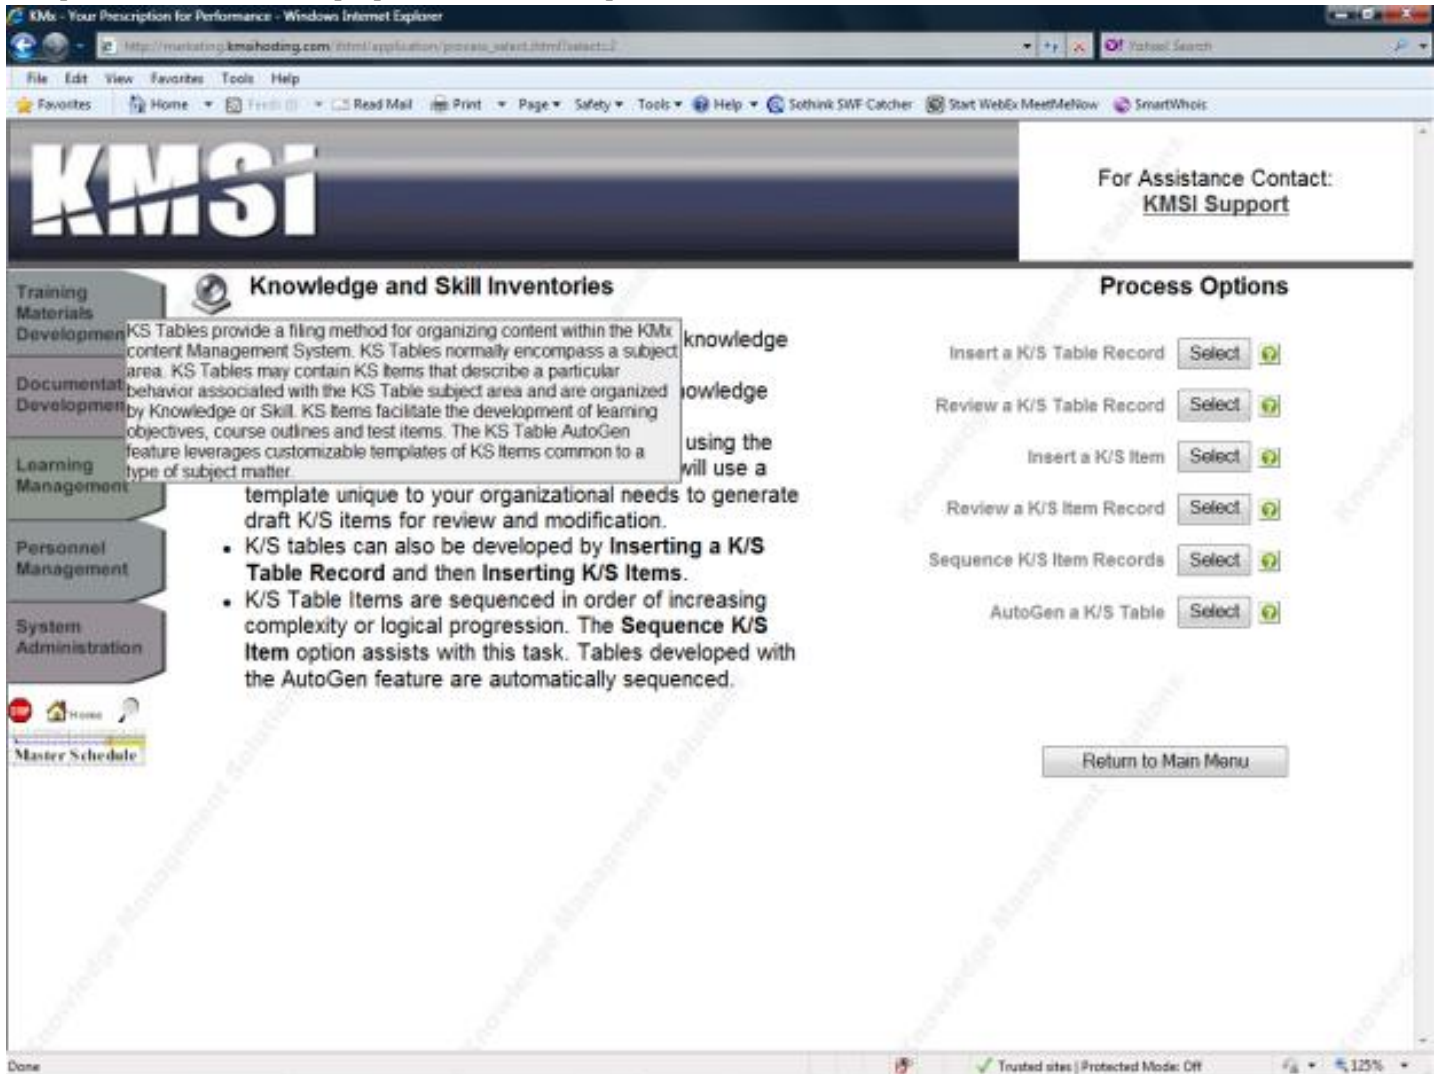 KMx - Your Prescription for Performance - Windows Internet Explorer
Yahoo! Search
File Edit View Favorites Tools Help
Favorites Home Read Mail Print Page Safety Tools Help Sothink SWF Catcher Start WebEx MeetMeNow SmartWhois
KMSI
For Assistance Contact:
KMSI Support
Training
Materials
Developmen
Documentat
Developmen
Learning
Management
Personnel
Management
System
Administration
Home
Master Schedule
Knowledge and Skill Inventories
KS Tables provide a filing method for organizing content within the KMx
content Management System. KS Tables normally encompass a subject
area. KS Tables may contain KS Items that describe a particular
behavior associated with the KS Table subject area and are organized
by Knowledge or Skill. KS Items facilitate the development of learning
objectives, course outlines and test items. The KS Table AutoGen
feature leverages customizable templates of KS Items common to a
type of subject matter.
knowledge
owledge
using the
will use a
template unique to your organizational needs to generate
draft K/S items for review and modification.
• K/S tables can also be developed by Inserting a K/S
Table Record and then Inserting K/S Items.
• K/S Table Items are sequenced in order of increasing
complexity or logical progression. The Sequence K/S
Item option assists with this task. Tables developed with
the AutoGen feature are automatically sequenced.
Process Options
Insert a K/S Table Record Select
Review a K/S Table Record Select
Insert a K/S Item Select
Review a K/S Item Record Select
Sequence K/S Item Records Select
AutoGen a K/S Table Select
Return to Main Menu
Knowledge Management Solutions
Done
Trusted sites | Protected Mode: Off
125%